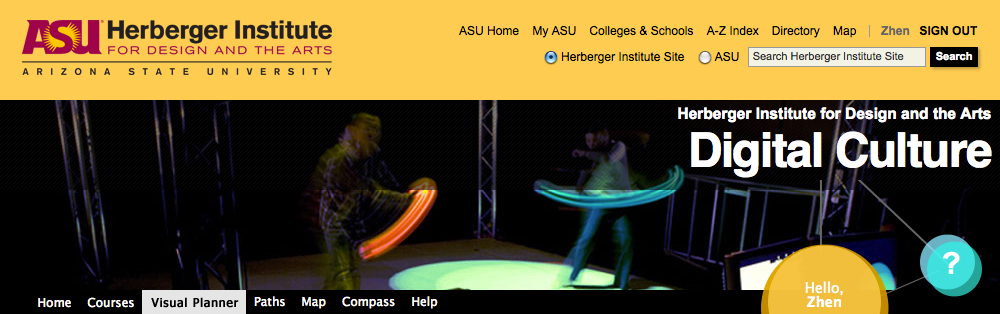 ASU Herberger Institute
FOR DESIGN AND THE ARTS
ARIZONA STATE UNIVERSITY
ASU Home My ASU Colleges & Schools A-Z Index Directory Map | Zhen SIGN OUT
Herberger Institute Site ASU Search Herberger Institute Site Search
Herberger Institute for Design and the Arts
Digital Culture
?
Hello,
Zhen
Home Courses Visual Planner Paths Map Compass Help